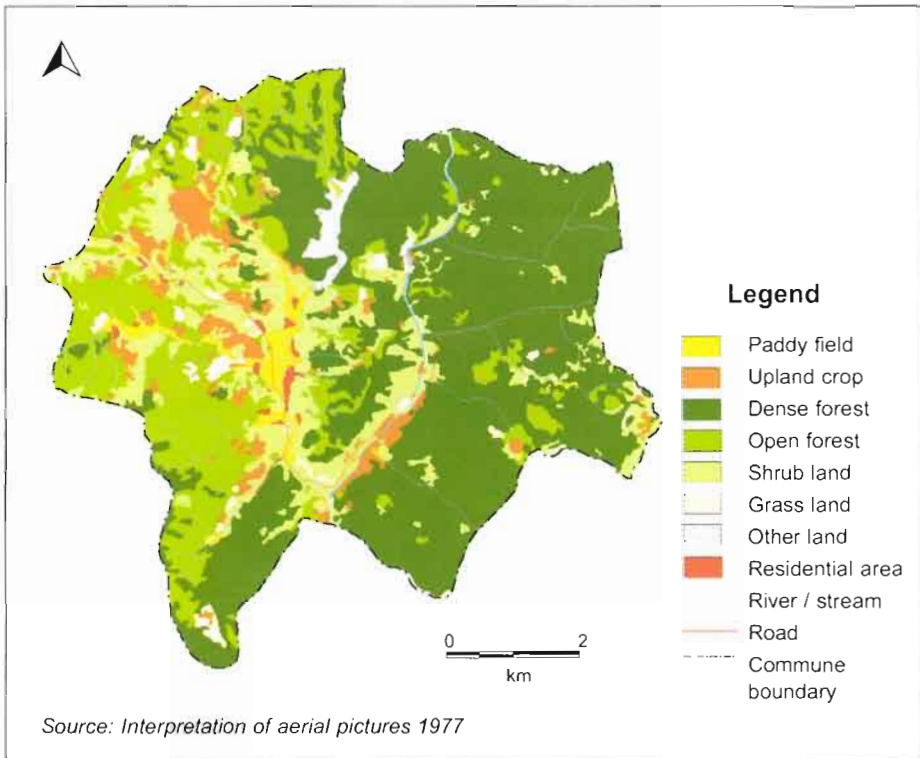 Legend
Paddy field
Upland crop
Dense forest
Open forest
Shrub land
Grass land
Other land
Residential area
River / stream
Road
Commune
boundary
0 2
km
Source: Interpretation of aerial pictures 1977